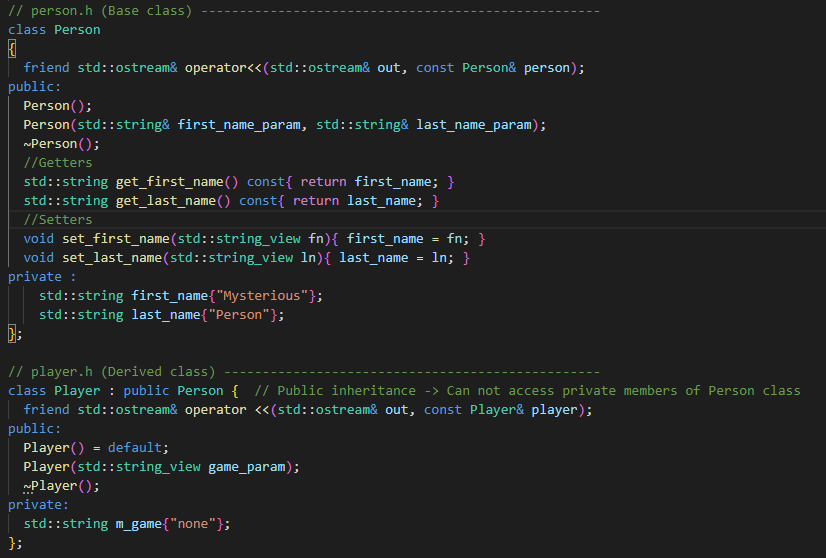 // person.h (Base class) ----------------------------------------------------
class Person
{
  friend std::ostream& operator<<(std::ostream& out, const Person& person);
public:
  Person();
  Person(std::string& first_name_param, std::string& last_name_param);
  ~Person();
  //Getters
  std::string get_first_name() const{ return first_name; }
  std::string get_last_name() const{ return last_name; }
  //Setters
  void set_first_name(std::string_view fn){ first_name = fn; }
  void set_last_name(std::string_view ln){ last_name = ln; }
private :
    std::string first_name{"Mysterious"};
    std::string last_name{"Person"};
};
// player.h (Derived class) -------------------------------------------------
class Player : public Person {  // Public inheritance -> Can not access private members of Person class
  friend std::ostream& operator <<(std::ostream& out, const Player& player);
public:
  Player() = default;
  Player(std::string_view game_param);
  ~Player();
private:
  std::string m_game{"none"};
};